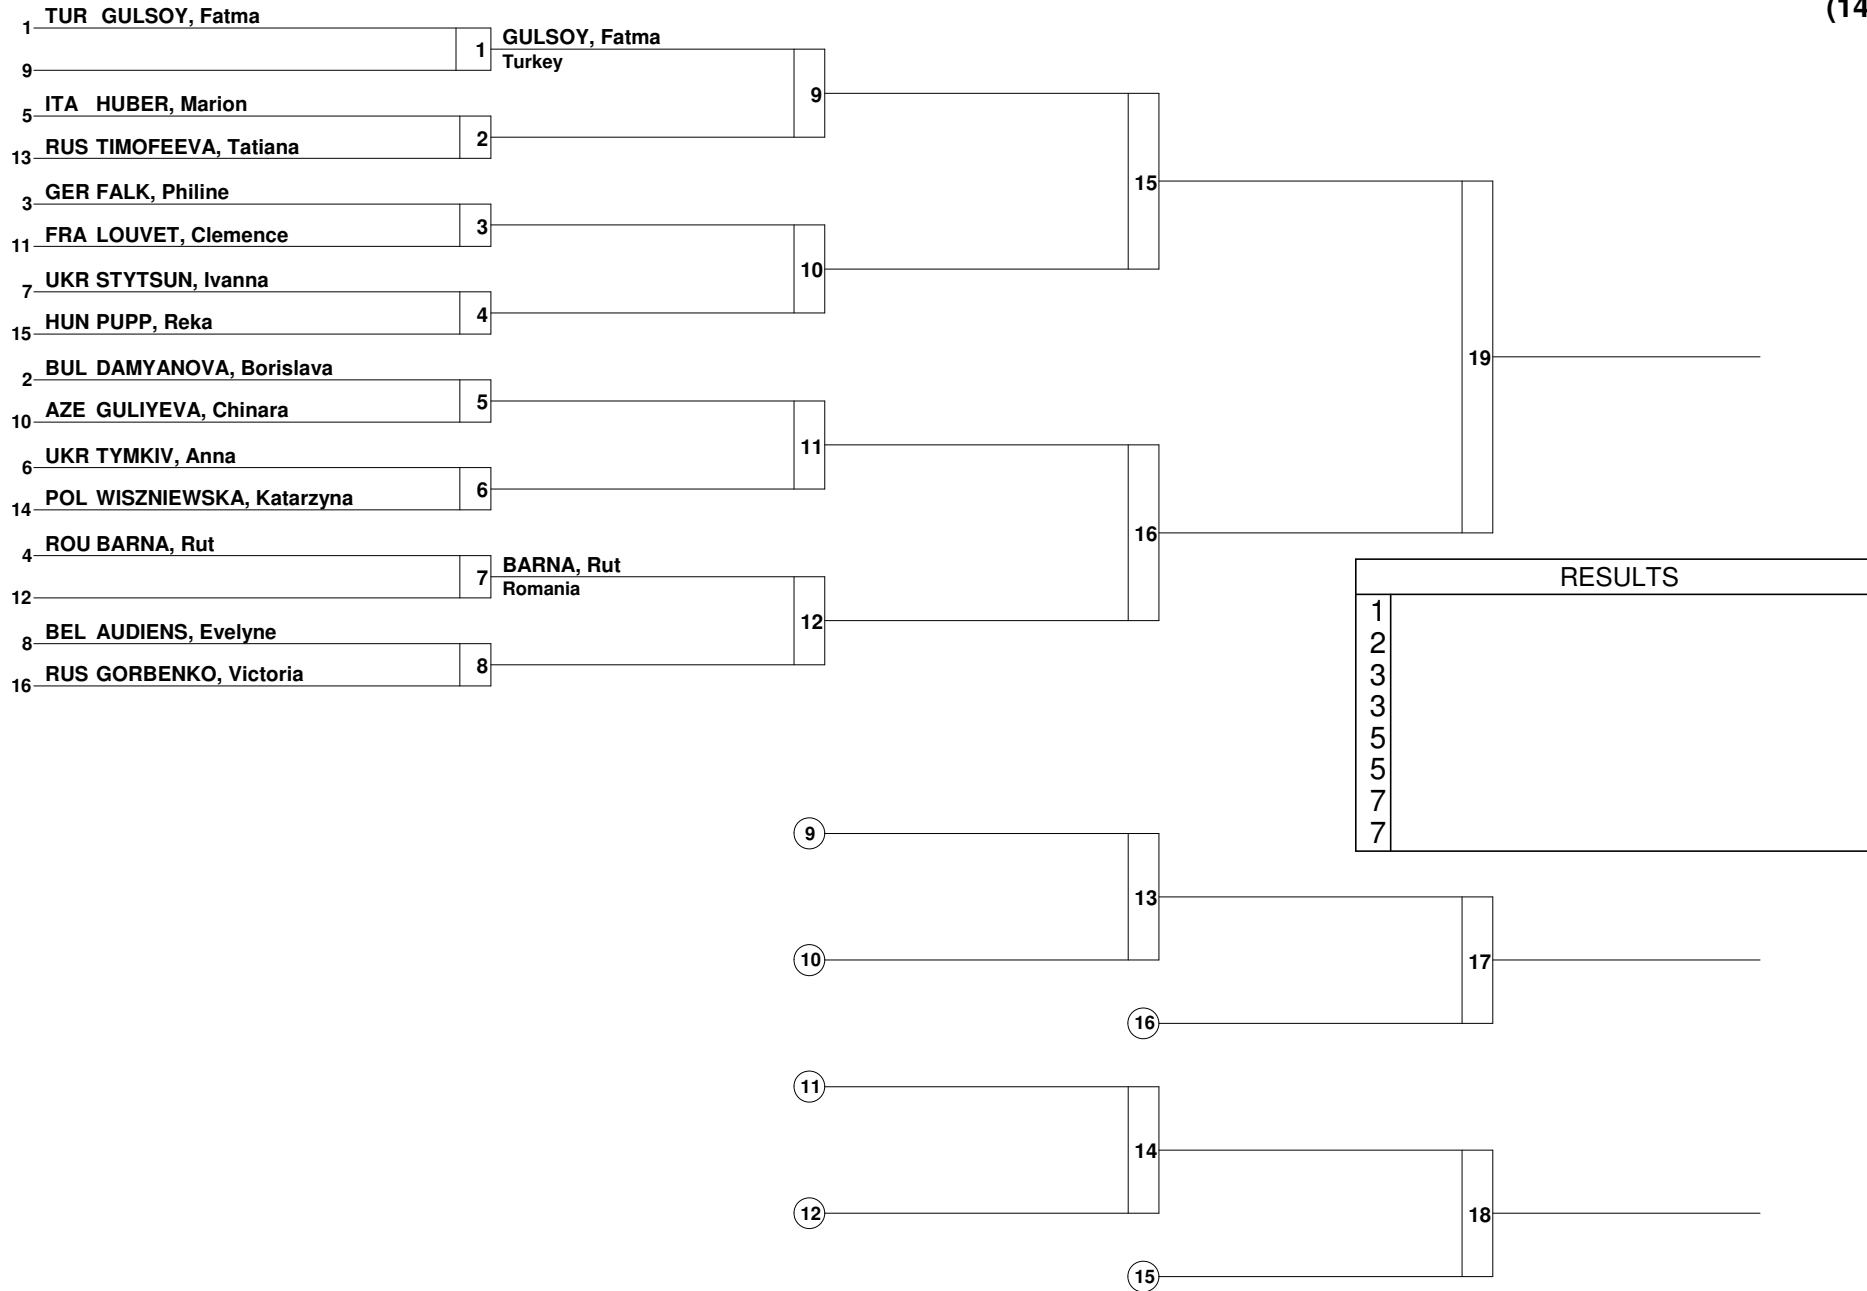 (14
1 TUR GULSOY, Fatma
9
1 GULSOY, Fatma
Turkey
5 ITA HUBER, Marion
13 RUS TIMOFEEVA, Tatiana
2
9
3 GER FALK, Philine
11 FRA LOUVET, Clemence
3
7 UKR STYTSUN, Ivanna
15 HUN PUPP, Reka
4
10
15
2 BUL DAMYANOVA, Borislava
10 AZE GULIYEVA, Chinara
5
6 UKR TYMKIV, Anna
14 POL WISZNIEWSKA, Katarzyna
6
11
4 ROU BARNA, Rut
12
7 BARNA, Rut
Romania
8 BEL AUDIENS, Evelyne
16 RUS GORBENKO, Victoria
8
12
16
19
RESULTS
1
2
3
3
5
5
7
7
9
10
13
16
17
11
12
14
15
18